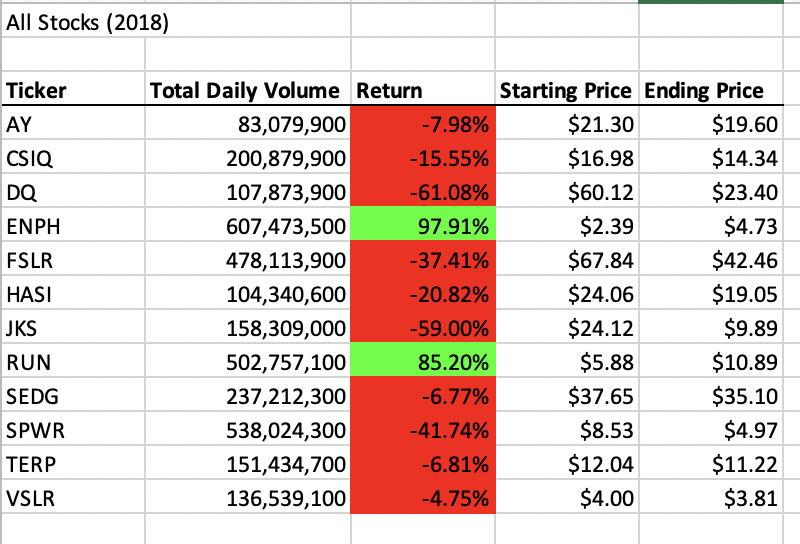 All Stocks (2018)
Ticker Total Daily Volume Return Starting Price Ending Price
AY 83,079,900 -7.98% $21.30 $19.60
CSIQ 200,879,900 -15.55% $16.98 $14.34
DQ 107,873,900 -61.08% $60.12 $23.40
ENPH 607,473,500 97.91% $2.39 $4.73
FSLR 478,113,900 -37.41% $67.84 $42.46
HASI 104,340,600 -20.82% $24.06 $19.05
JKS 158,309,000 -59.00% $24.12 $9.89
RUN 502,757,100 85.20% $5.88 $10.89
SEDG 237,212,300 -6.77% $37.65 $35.10
SPWR 538,024,300 -41.74% $8.53 $4.97
TERP 151,434,700 -6.81% $12.04 $11.22
VSLR 136,539,100 -4.75% $4.00 $3.81